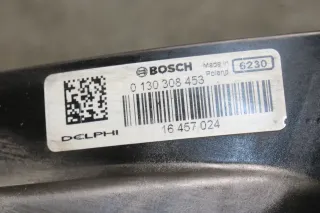 BOSCH Made in Poland 6230
0 130 308 453
DELPHI 16 457 024